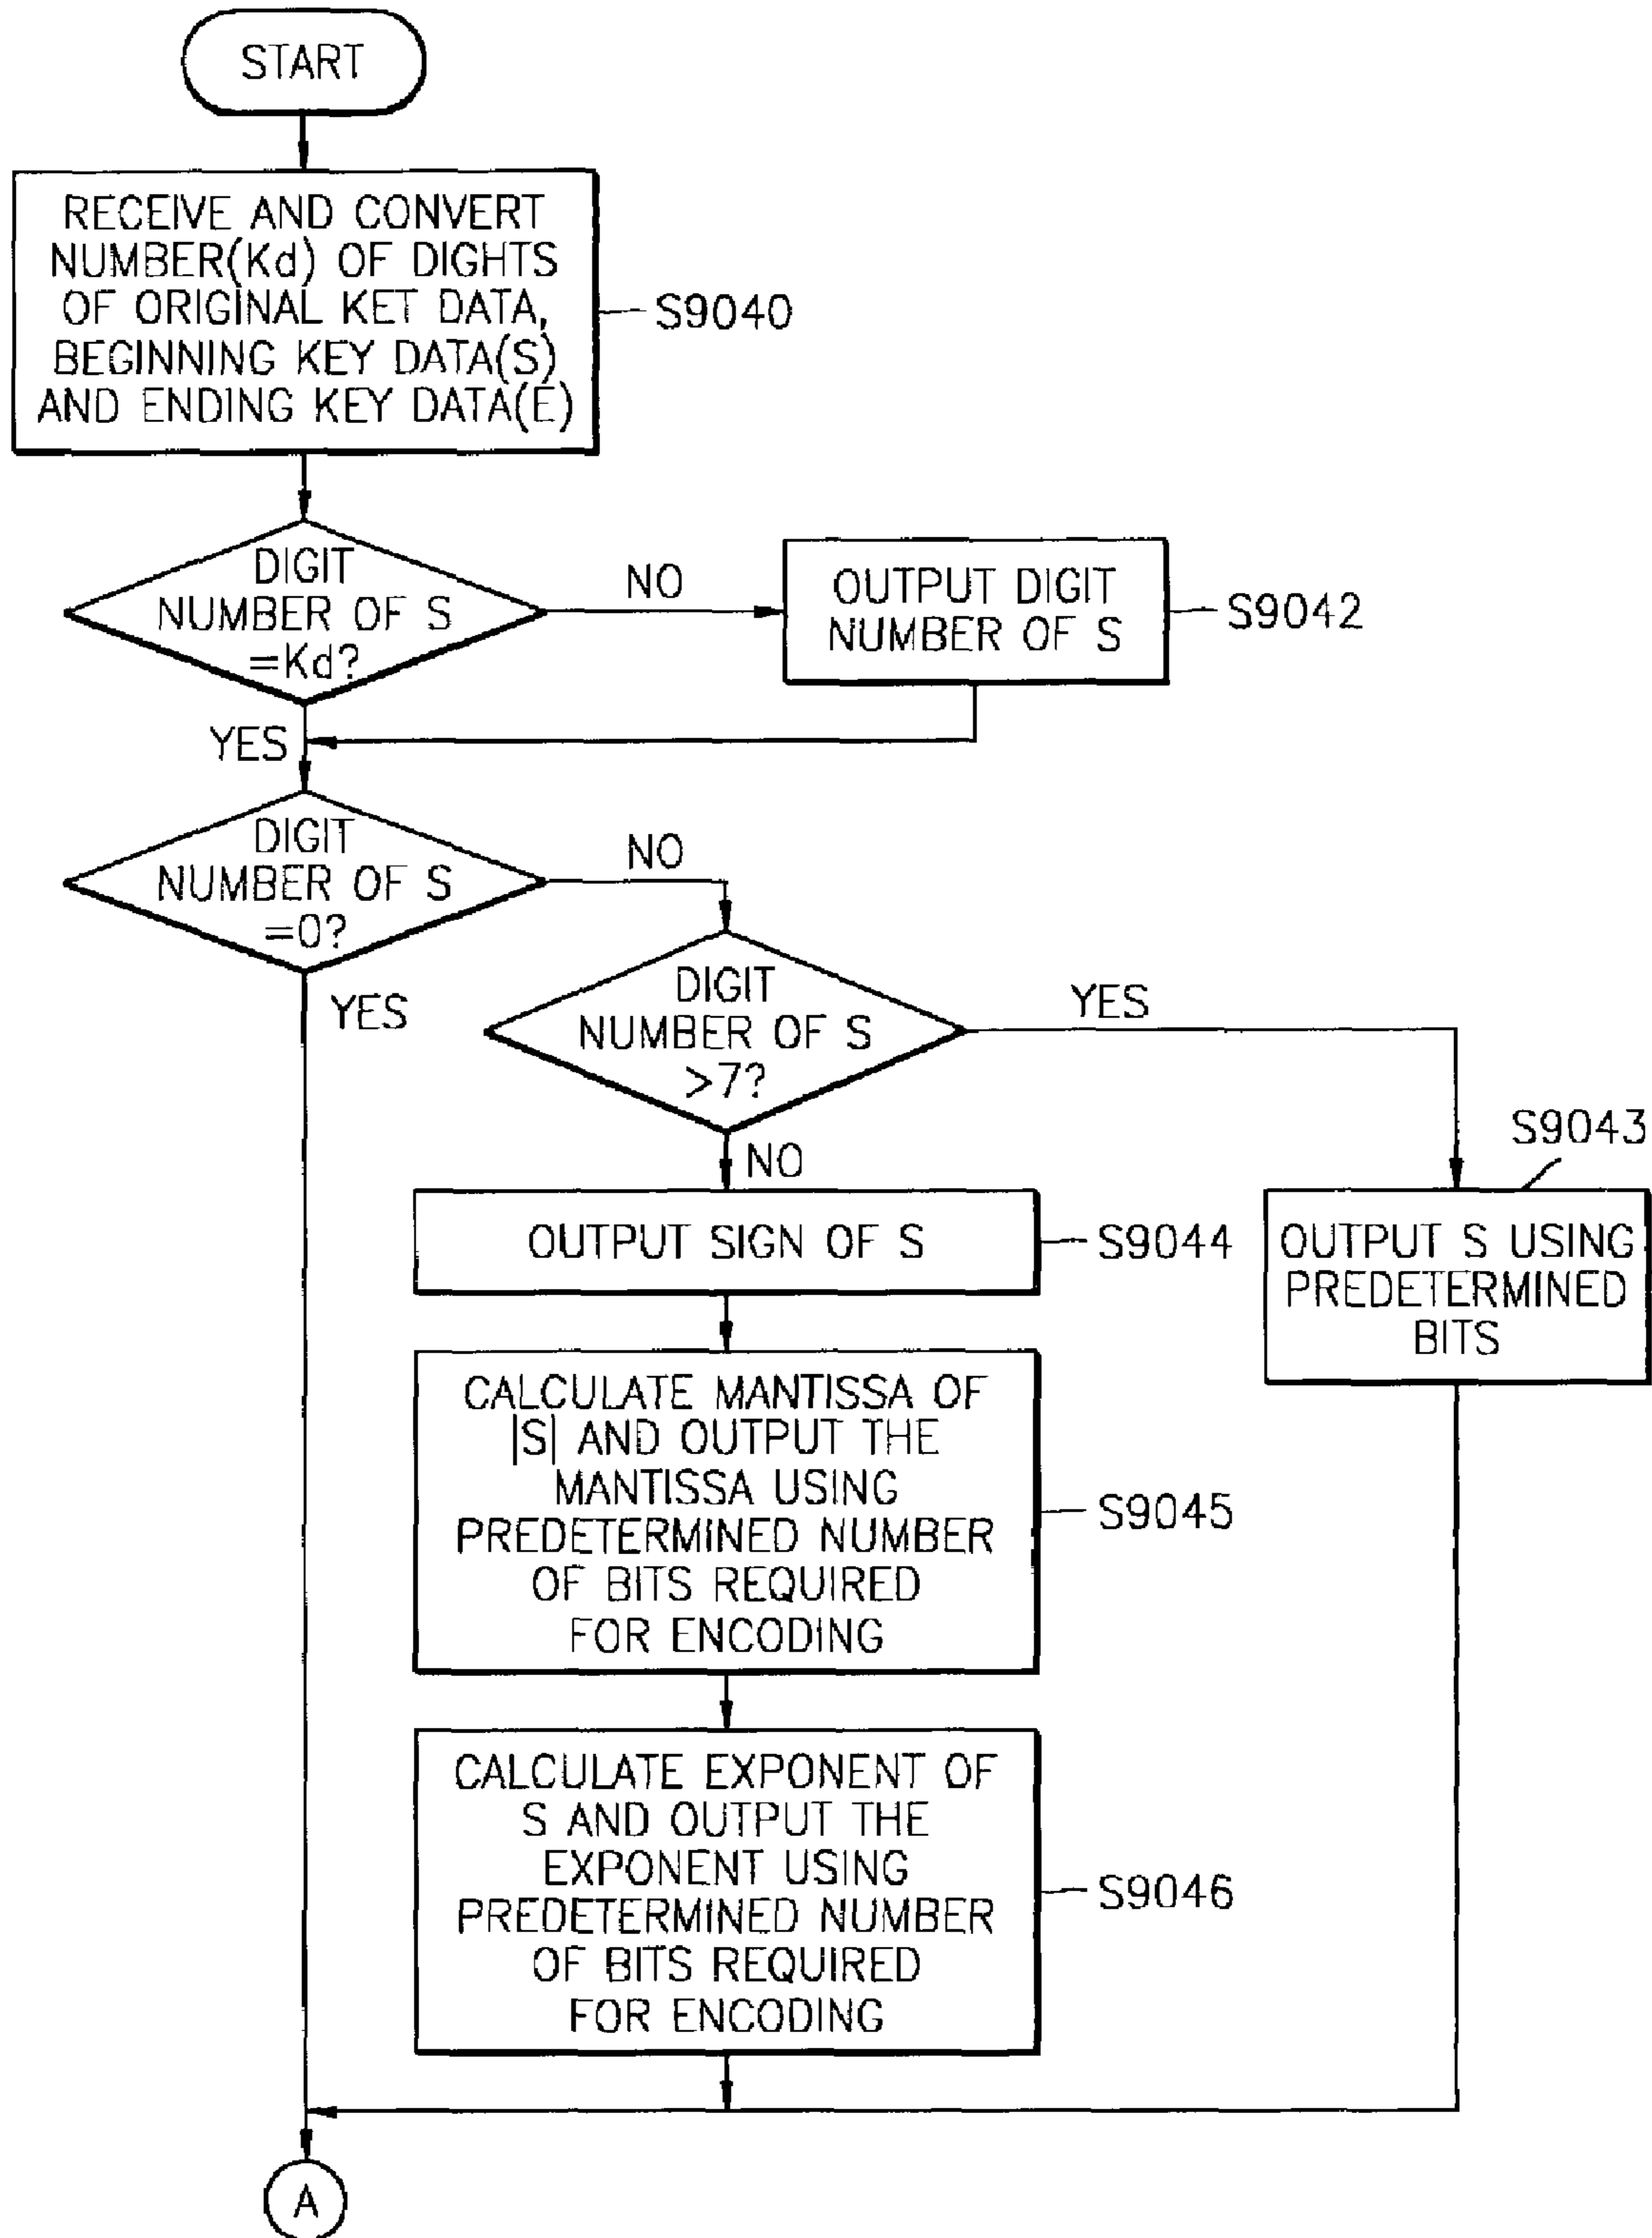 START
RECEIVE AND CONVERT
NUMBER(Kd) OF DIGHTS
OF ORIGINAL KET DATA,
BEGINNING KEY DATA(S)
AND ENDING KEY DATA(E)
S9040
DIGIT
NUMBER OF S
=Kd?
NO
OUTPUT DIGIT
NUMBER OF S
S9042
YES
DIGIT
NUMBER OF S
=0?
NO
YES
DIGIT
NUMBER OF S
>7?
YES
NO
S9043
OUTPUT S USING
PREDETERMINED
BITS
OUTPUT SIGN OF S
S9044
CALCULATE MANTISSA OF
|S| AND OUTPUT THE
MANTISSA USING
PREDETERMINED NUMBER
OF BITS REQUIRED
FOR ENCODING
S9045
CALCULATE EXPONENT OF
S AND OUTPUT THE
EXPONENT USING
PREDETERMINED NUMBER
OF BITS REQUIRED
FOR ENCODING
S9046
A